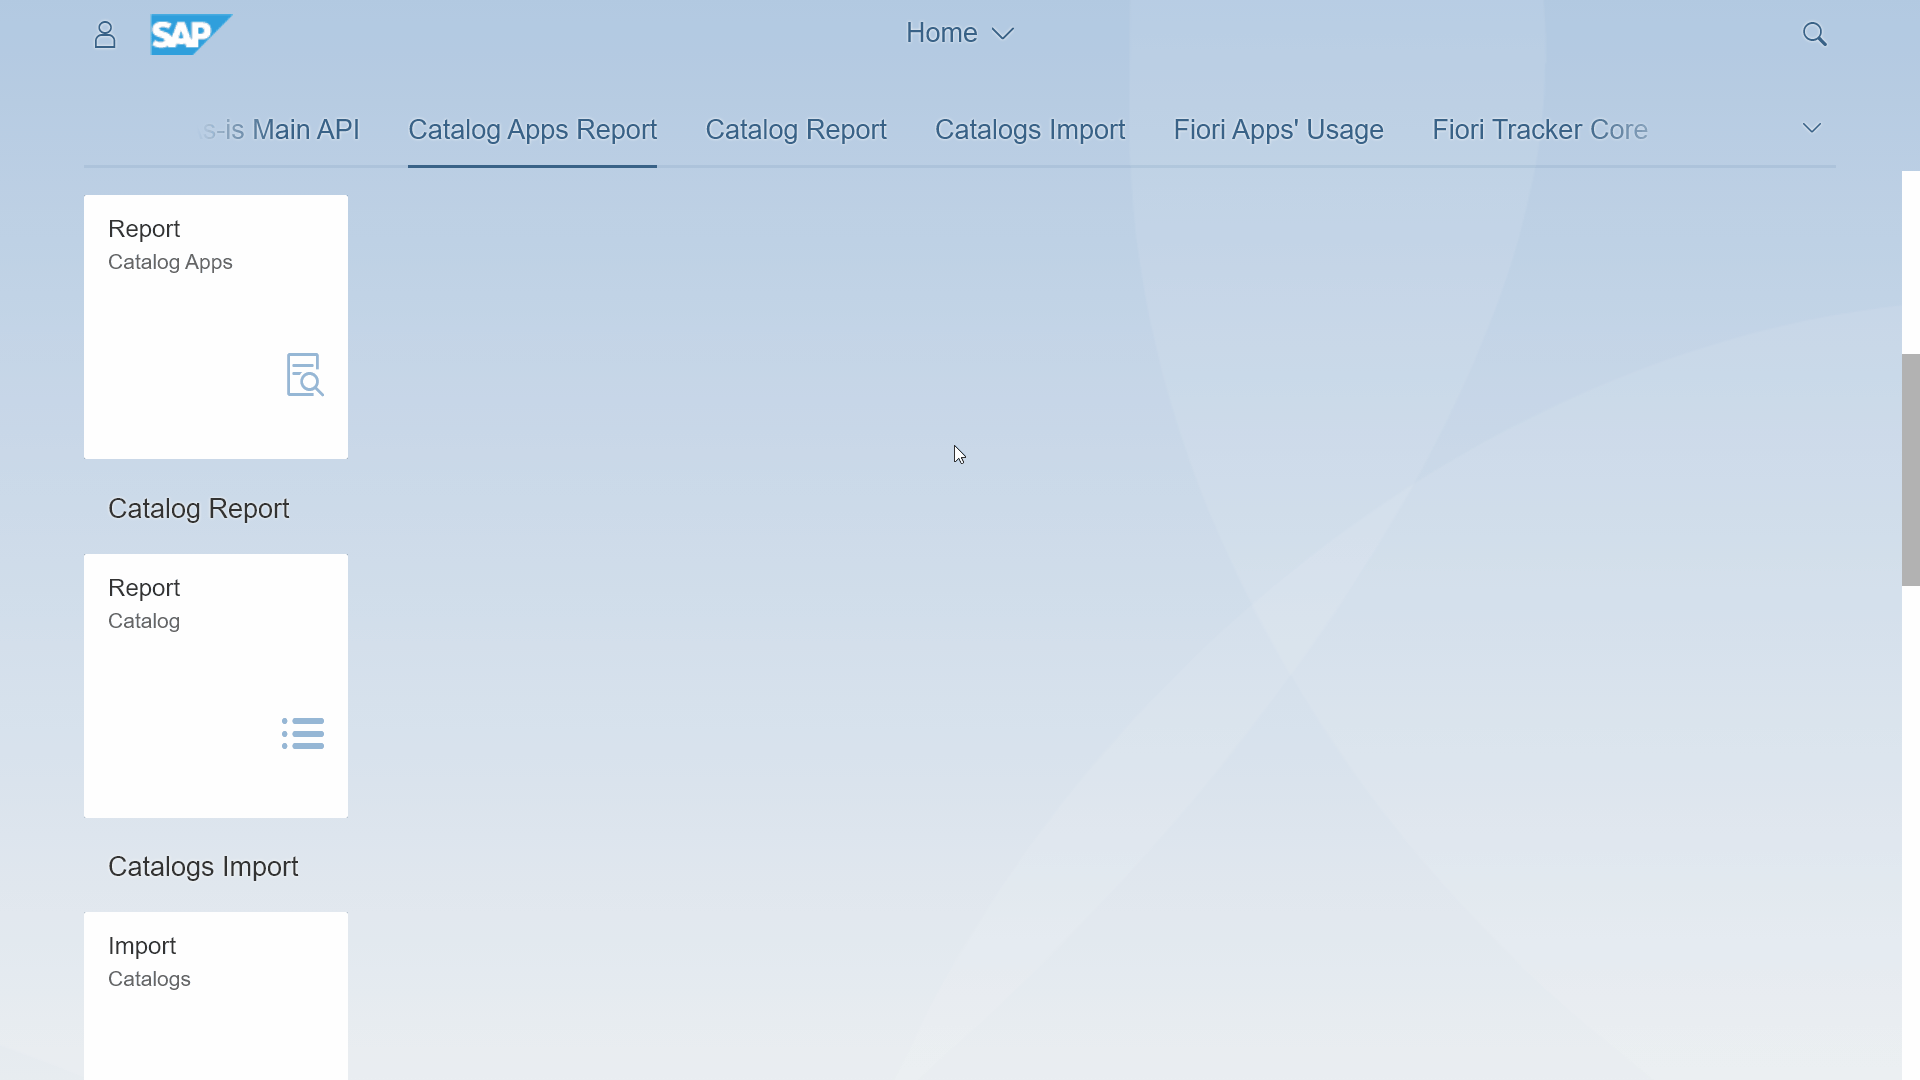 SAP
Home
s-is Main API
Catalog Apps Report
Catalog Report
Catalogs Import
Fiori Apps' Usage
Fiori Tracker Core
Report
Catalog Apps
Catalog Report
Report
Catalog
Catalogs Import
Import
Catalogs